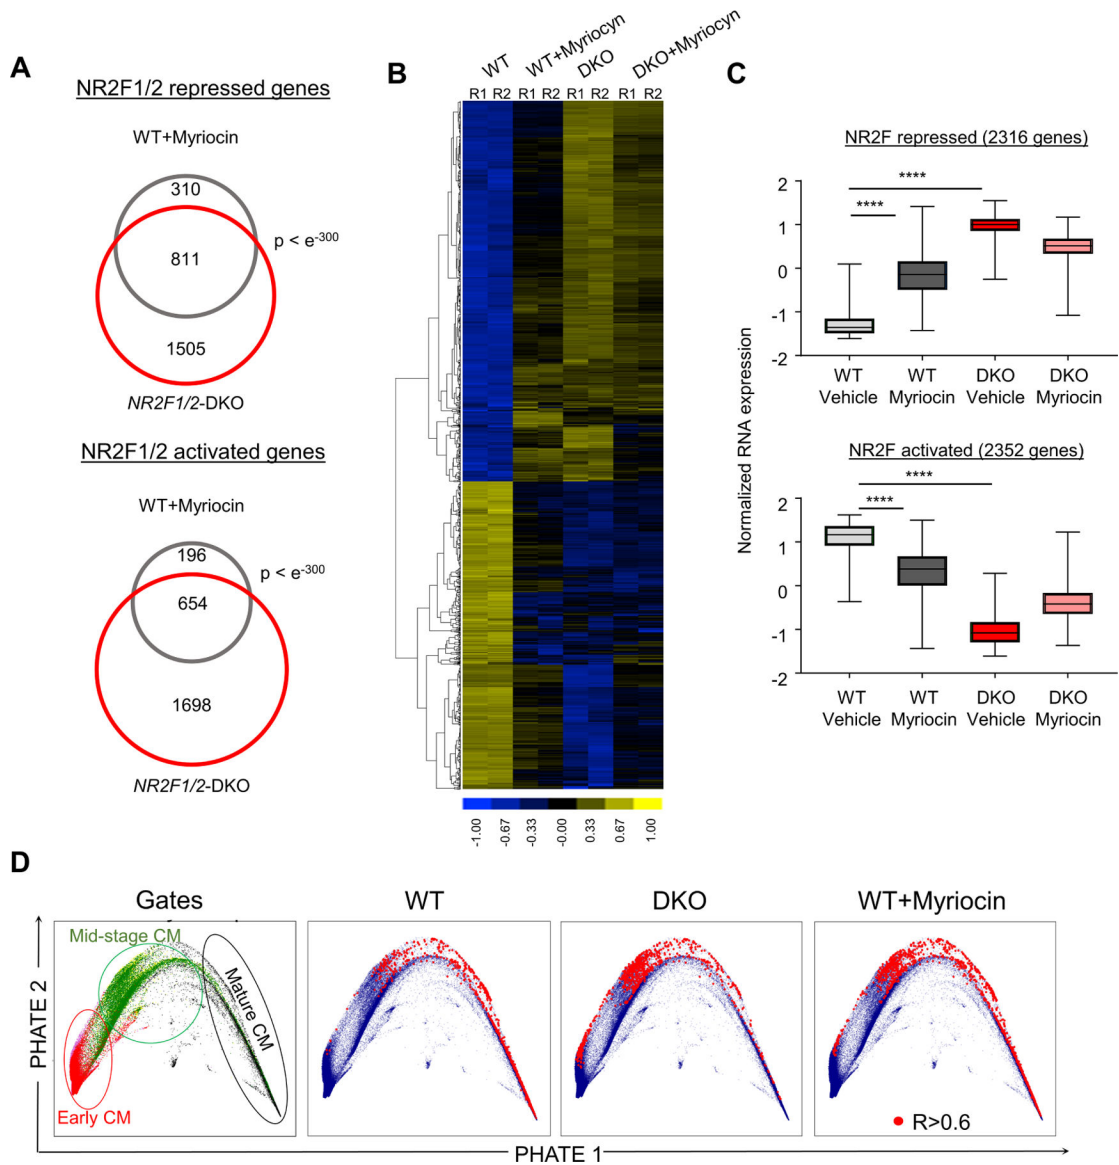 A
NR2F1/2 repressed genes
WT+Myriocin
310
p < e-300
811
1505
NR2F1/2-DKO
NR2F1/2 activated genes
WT+Myriocin
196
p < e-300
654
1698
NR2F1/2-DKO
B
WT
WT+Myriocyn
DKO
DKO+Myriocyn
R1 R2 R1 R2 R1 R2 R1 R2
-1.00
-0.67
-0.33
-0.00
0.33
0.67
1.00
C
Normalized RNA expression
NR2F repressed (2316 genes)
2
1
0
-1
-2
****
****
WT Vehicle
WT Myriocin
DKO Vehicle
DKO Myriocin
NR2F activated (2352 genes)
2
1
0
-1
-2
****
****
WT Vehicle
WT Myriocin
DKO Vehicle
DKO Myriocin
D
PHATE 2
Gates
Mid-stage CM
Mature CM
Early CM
WT
DKO
WT+Myriocin
R>0.6
PHATE 1